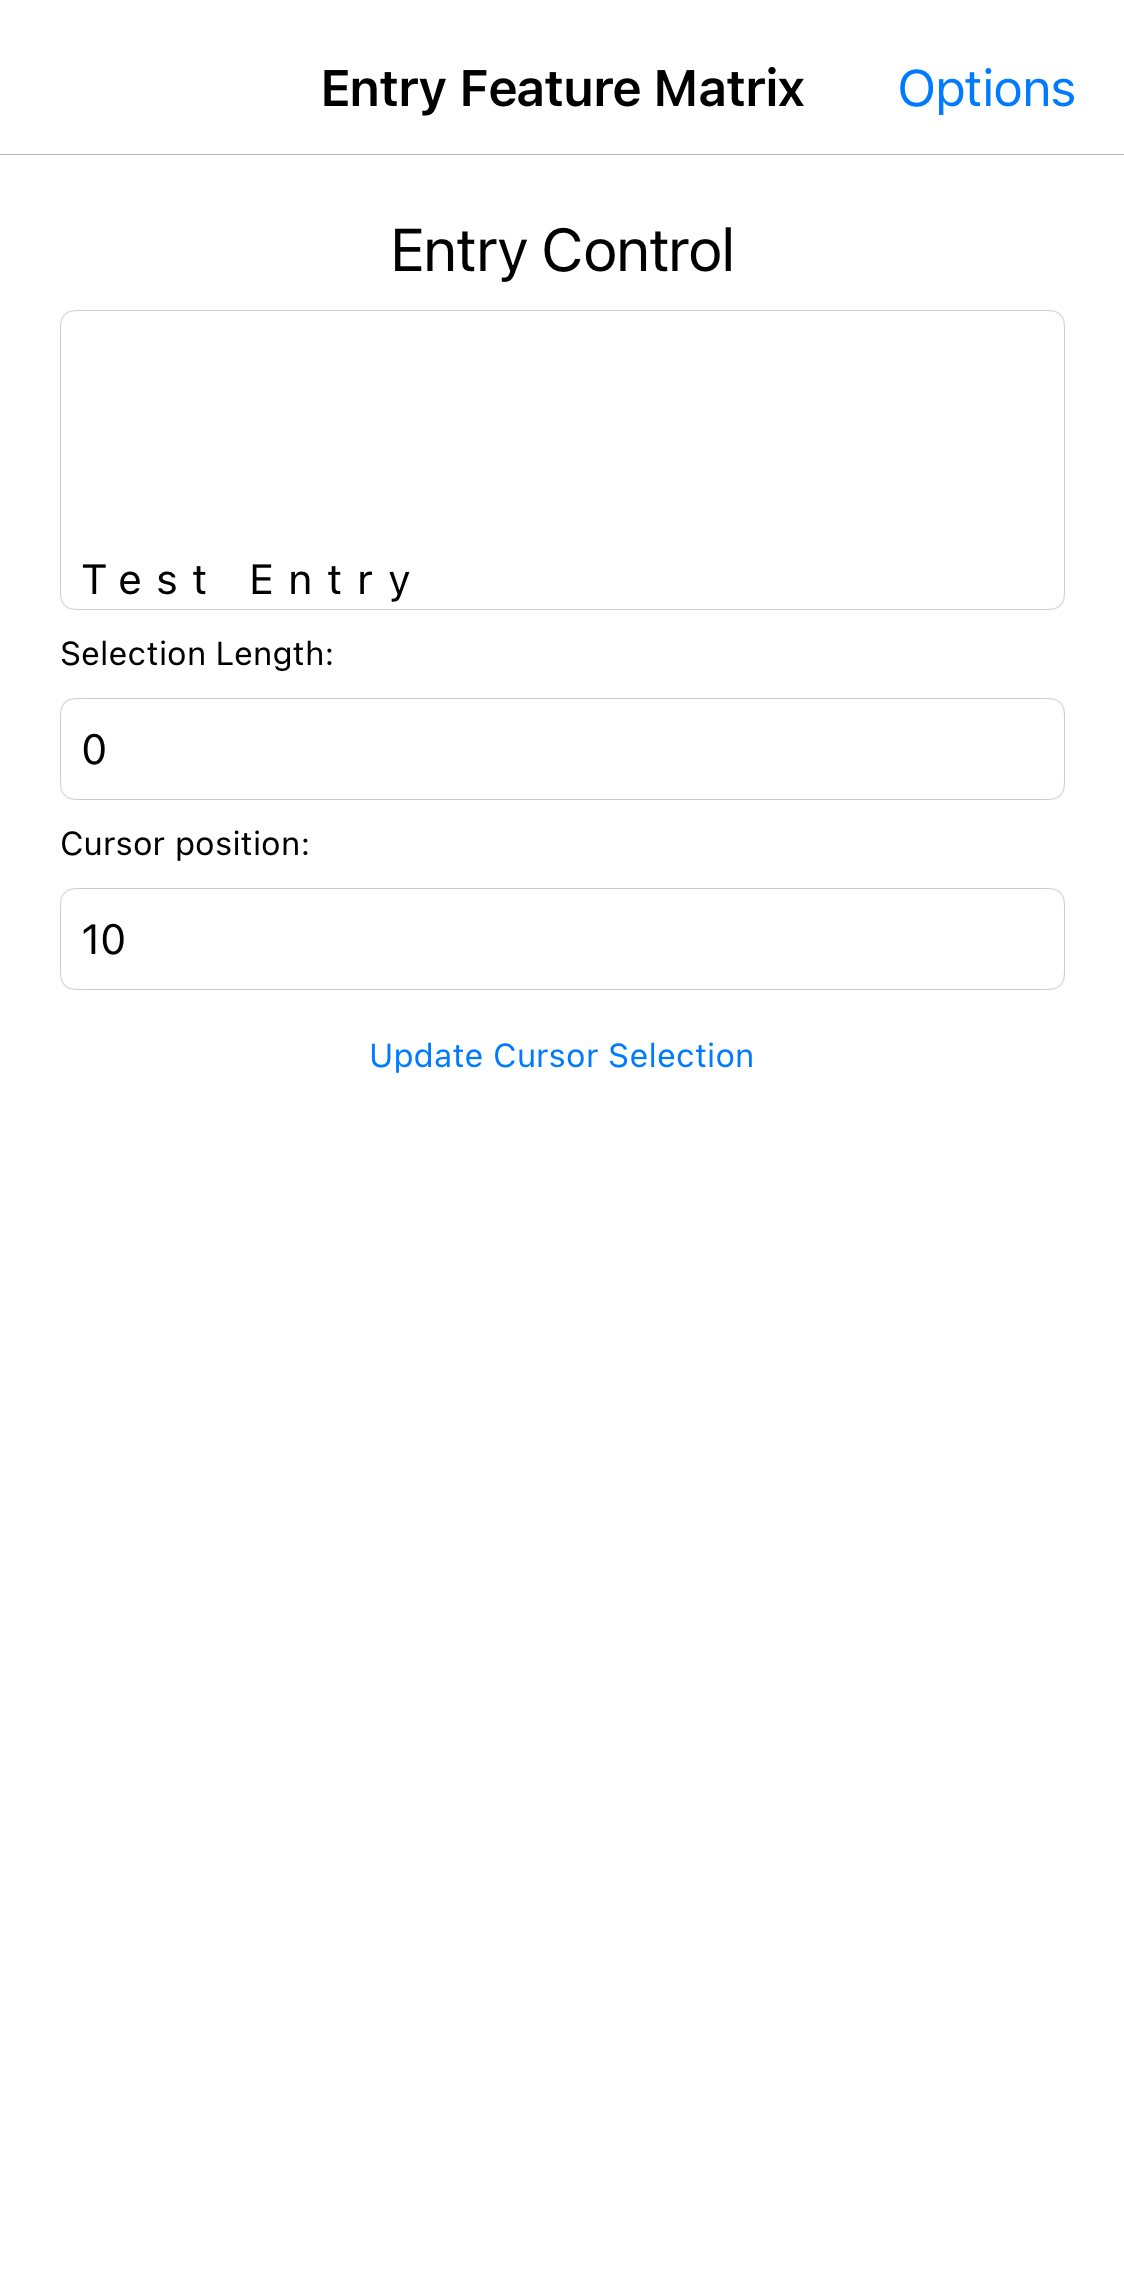 Entry Feature Matrix Options
Entry Control
Test Entry
Selection Length:
0
Cursor position:
10
Update Cursor Selection